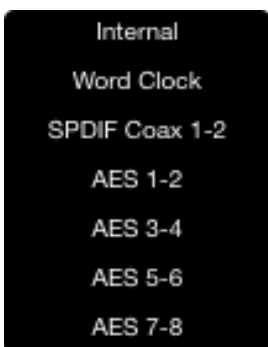 Internal
Word Clock
SPDIF Coax 1-2
AES 1-2
AES 3-4
AES 5-6
AES 7-8